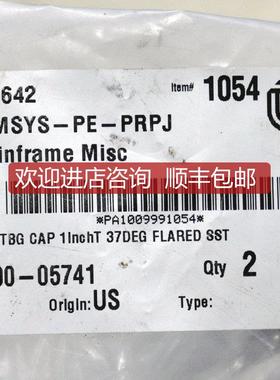 642
Item# 1054
MSYS-PE-PRPJ
inframe Misc
欢迎进店咨询 顺丰包邮
*PA1009991054*
TBG CAP 1InchT 37DEG FLARED SST
00-05741
Qty 2
Origin: US
Type: